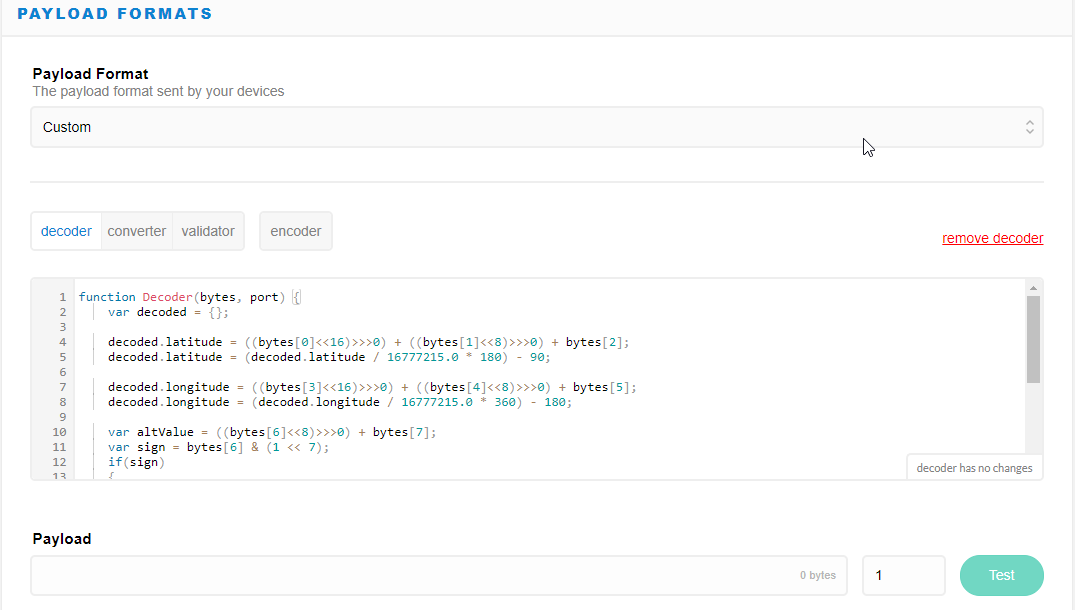 PAYLOAD FORMATS
Payload Format
The payload format sent by your devices
Custom
decoder converter validator encoder
remove decoder
1 function Decoder(bytes, port) {
2 var decoded = {};
3
4 decoded.latitude = ((bytes[0]<<16)>>>0) + ((bytes[1]<<8)>>>0) + bytes[2];
5 decoded.latitude = (decoded.latitude / 16777215.0 * 180) - 90;
6
7 decoded.longitude = ((bytes[3]<<16)>>>0) + ((bytes[4]<<8)>>>0) + bytes[5];
8 decoded.longitude = (decoded.longitude / 16777215.0 * 360) - 180;
9
10 var altValue = ((bytes[6]<<8)>>>0) + bytes[7];
11 var sign = bytes[6] & (1 << 7);
12 if(sign)
13 {
decoder has no changes
Payload
0 bytes 1 Test